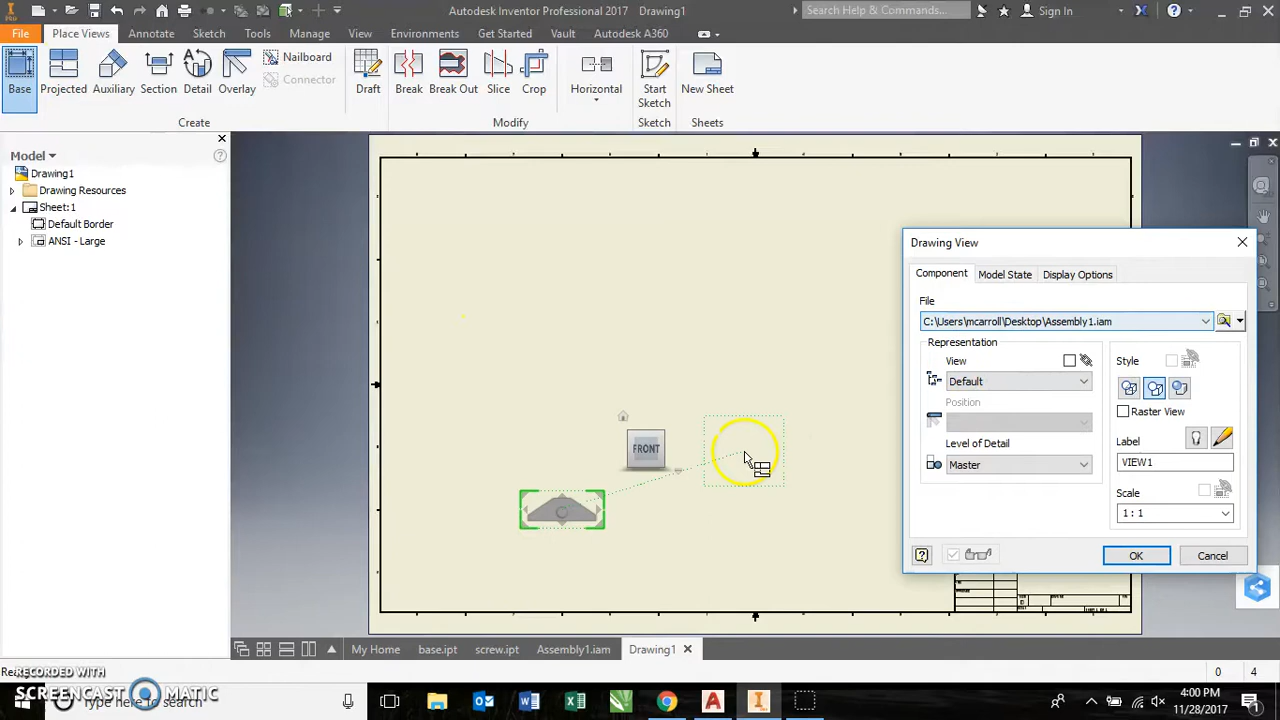 Autodesk Inventor Professional 2017 Drawing1
Search Help & Commands...
Sign In
File Place Views Annotate Sketch Tools Manage View Environments Get Started Vault Autodesk A360
Base
Projected
Auxiliary
Section
Detail
Overlay
Nailboard
Connector
Draft
Break
Break Out
Slice
Crop
Horizontal
Start
Sketch
New Sheet
Create
Modify
Sketch
Sheets
Model
Drawing1
Drawing Resources
Sheet:1
Default Border
ANSI - Large
FRONT
Drawing View
Component
Model State
Display Options
File
C:\Users\mcarroll\Desktop\Assembly1.iam
Representation
View
Default
Position
Level of Detail
Master
Style
Raster View
Label
VIEW1
Scale
1 : 1
OK
Cancel
My Home
base.ipt
screw.ipt
Assembly1.iam
Drawing1
0
4
RECORDED WITH
SCREENCAST MATIC
type here to search
4:00 PM
11/28/2017